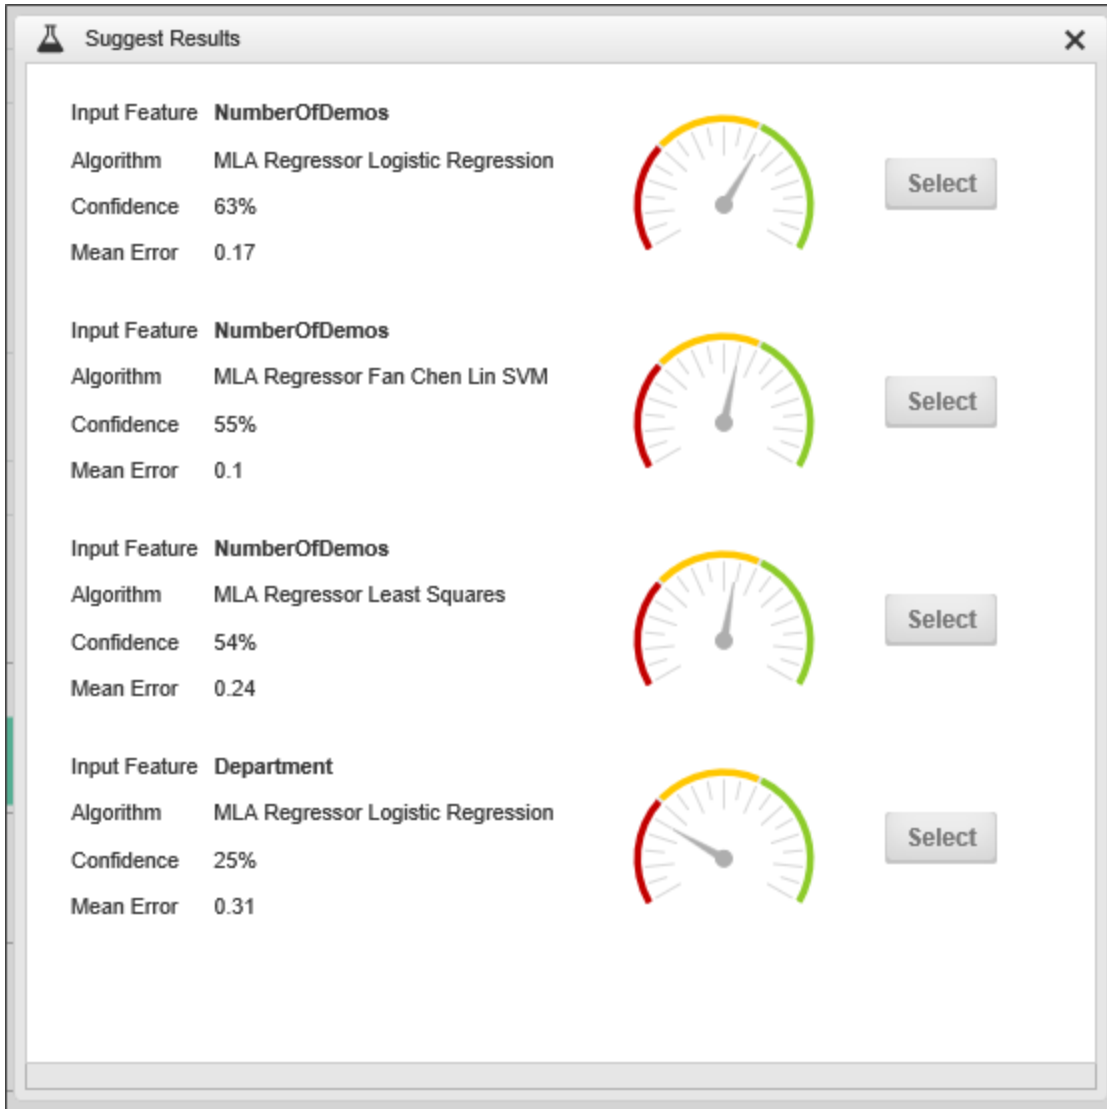 Suggest Results
Input Feature NumberOfDemos
Algorithm MLA Regressor Logistic Regression
Confidence 63%
Mean Error 0.17
Select
Input Feature NumberOfDemos
Algorithm MLA Regressor Fan Chen Lin SVM
Confidence 55%
Mean Error 0.1
Select
Input Feature NumberOfDemos
Algorithm MLA Regressor Least Squares
Confidence 54%
Mean Error 0.24
Select
Input Feature Department
Algorithm MLA Regressor Logistic Regression
Confidence 25%
Mean Error 0.31
Select